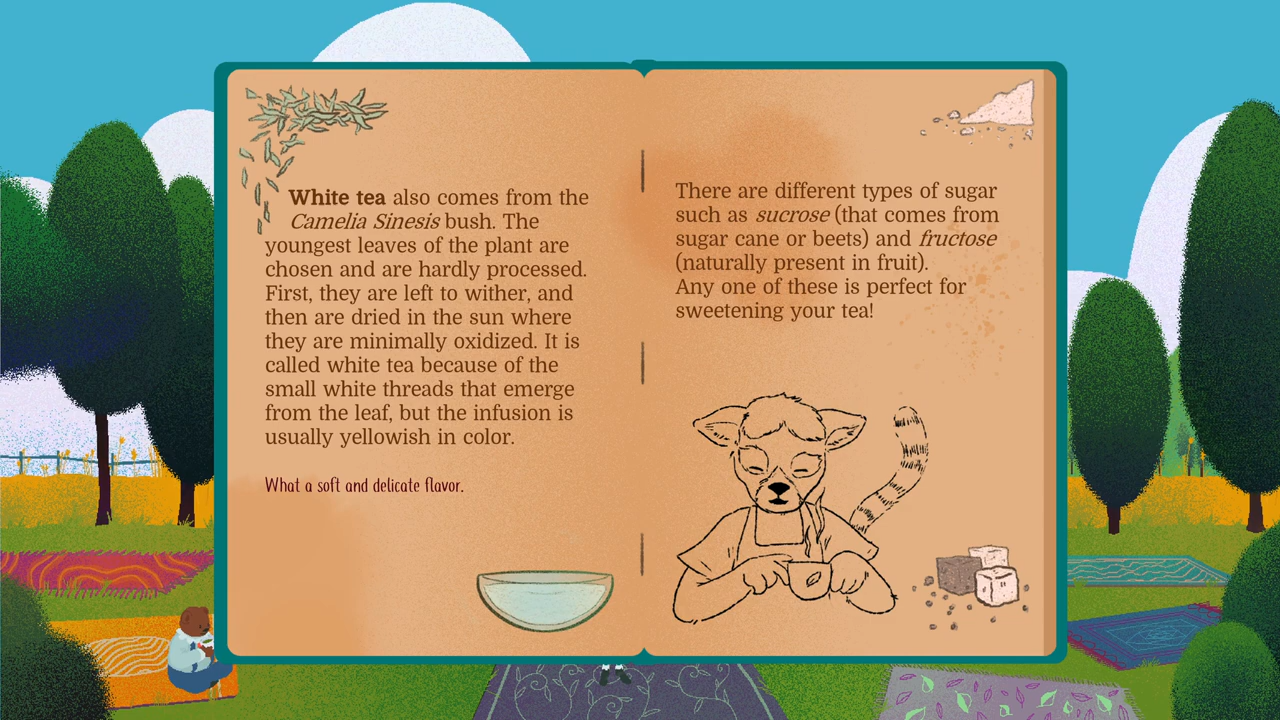 White tea also comes from the
Camelia Sinesis bush. The
youngest leaves of the plant are
chosen and are hardly processed.
First, they are left to wither, and
then are dried in the sun where
they are minimally oxidized. It is
called white tea because of the
small white threads that emerge
from the leaf, but the infusion is
usually yellowish in color.
What a soft and delicate flavor.
There are different types of sugar
such as sucrose (that comes from
sugar cane or beets) and fructose
(naturally present in fruit).
Any one of these is perfect for
sweetening your tea!